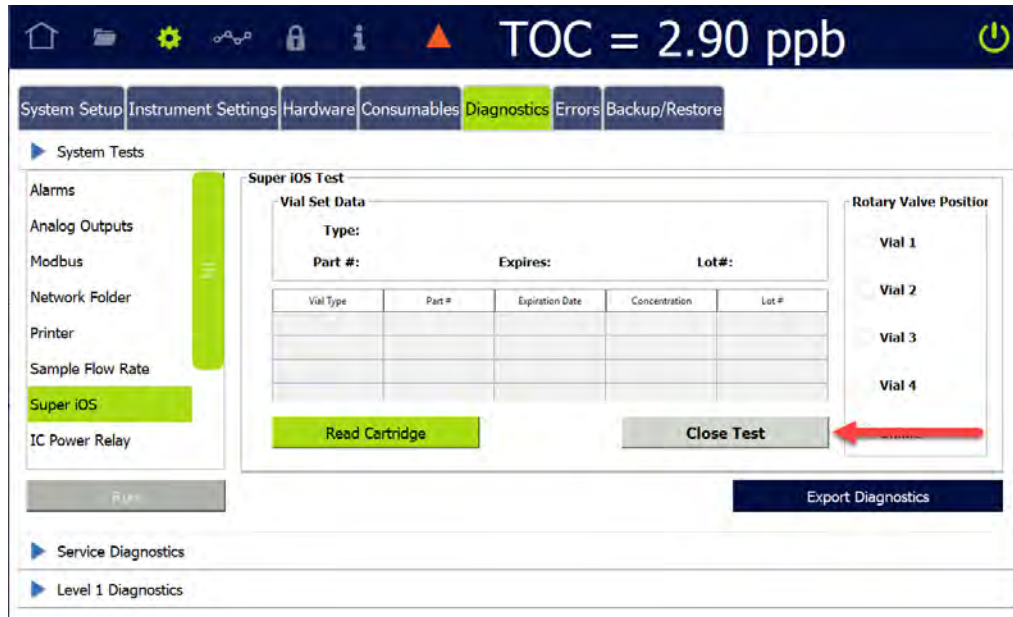 TOC = 2.90 ppb
System Setup Instrument Settings Hardware Consumables Diagnostics Errors Backup/Restore
System Tests
Alarms
Analog Outputs
Modbus
Network Folder
Printer
Sample Flow Rate
Super iOS
IC Power Relay
Run
Super iOS Test
Vial Set Data
Type:
Part #: Expires: Lot#:
Vial Type Part # Expiration Date Concentration Lot #
Read Cartridge Close Test
Rotary Valve Position
Vial 1
Vial 2
Vial 3
Vial 4
Export Diagnostics
Service Diagnostics
Level 1 Diagnostics